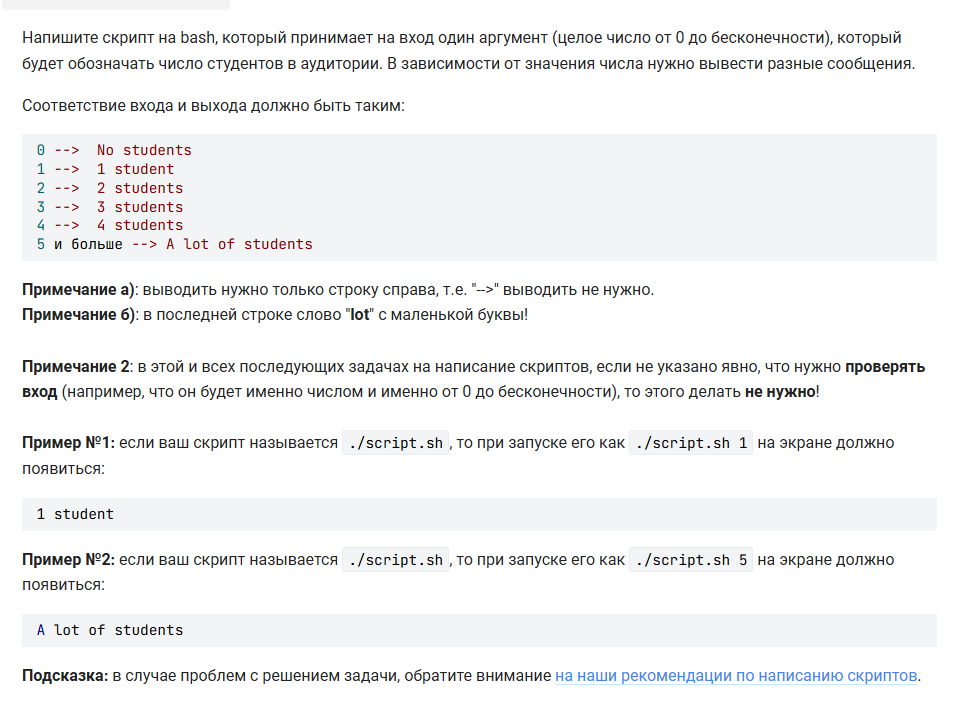 Напишите скрипт на bash, который принимает на вход один аргумент (целое число от 0 до бесконечности), который
будет обозначать число студентов в аудитории. В зависимости от значения числа нужно вывести разные сообщения.
Соответствие входа и выхода должно быть таким:
0 --> No students
1 --> 1 student
2 --> 2 students
3 --> 3 students
4 --> 4 students
5 и больше --> A lot of students
Примечание а): выводить нужно только строку справа, т.е. "-->" выводить не нужно.
Примечание б): в последней строке слово "lot" с маленькой буквы!
Примечание 2: в этой и всех последующих задачах на написание скриптов, если не указано явно, что нужно проверять
вход (например, что он будет именно числом и именно от 0 до бесконечности), то этого делать не нужно!
Пример №1: если ваш скрипт называется ./script.sh, то при запуске его как ./script.sh 1 на экране должно
появиться:
1 student
Пример №2: если ваш скрипт называется ./script.sh, то при запуске его как ./script.sh 5 на экране должно
появиться:
A lot of students
Подсказка: в случае проблем с решением задачи, обратите внимание на наши рекомендации по написанию скриптов.